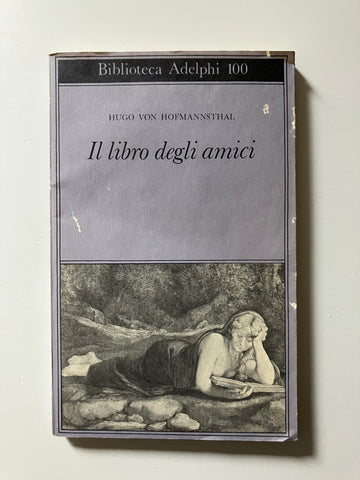 Biblioteca Adelphi 100
HUGO VON HOFMANNSTHAL
Il libro degli amici